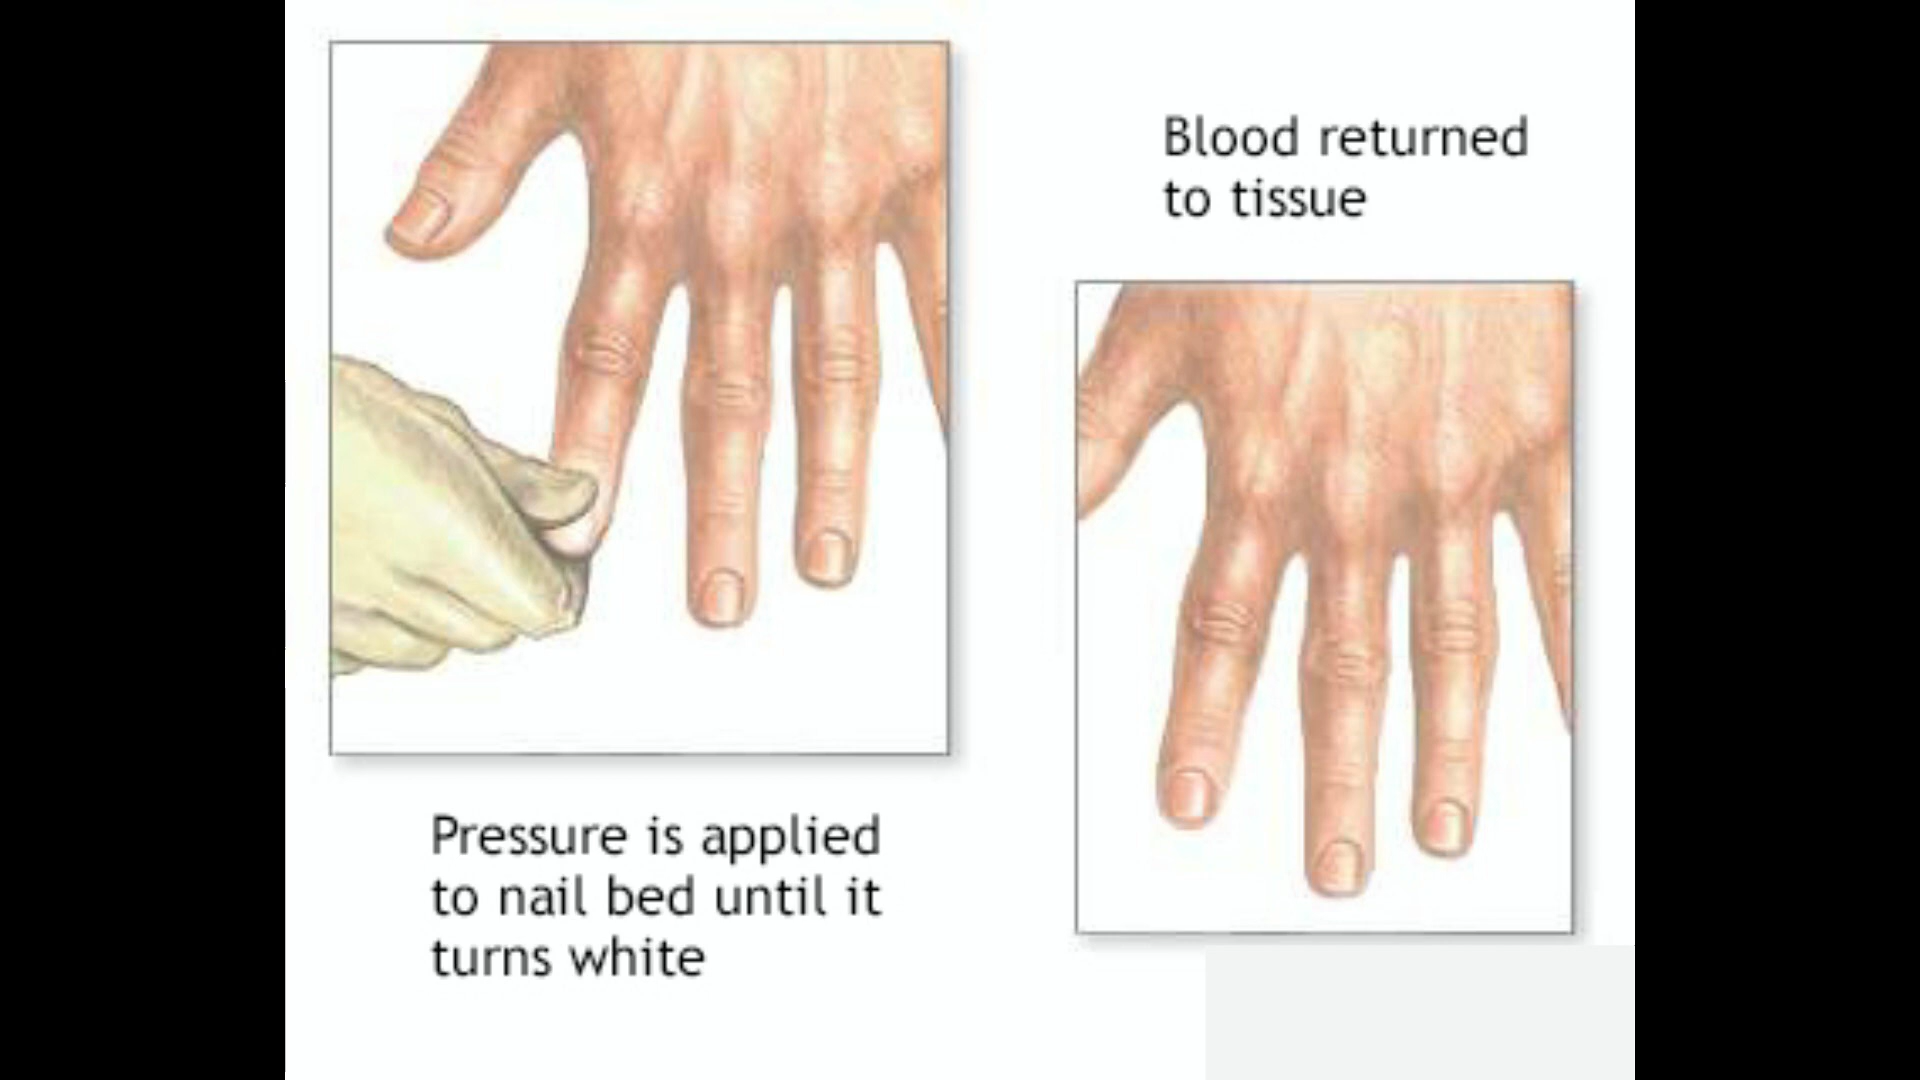 Blood returned
to tissue
Pressure is applied
to nail bed until it
turns white